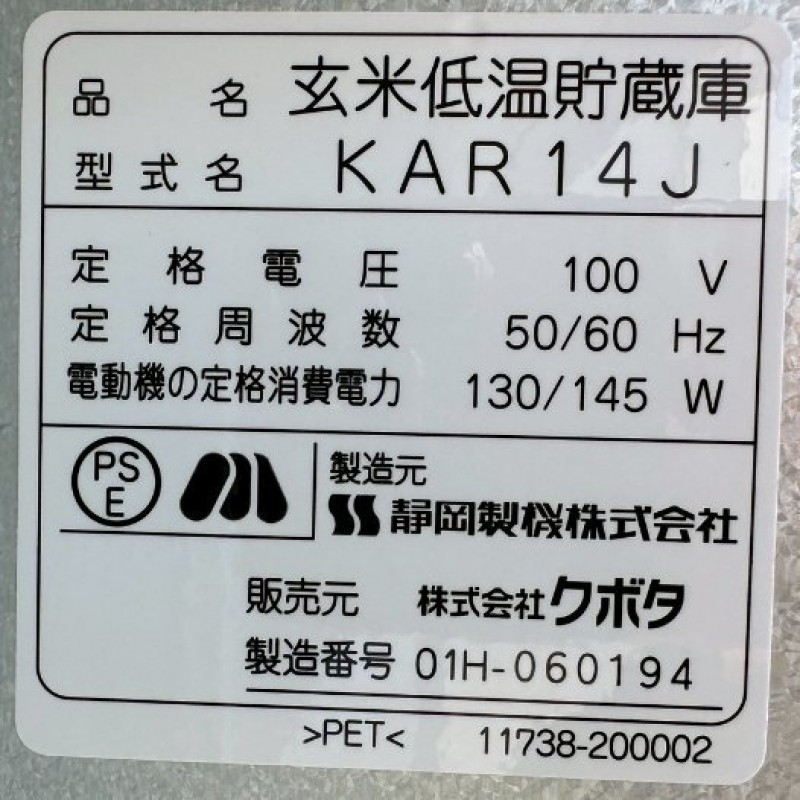 品名 玄米低温貯蔵庫
型式名 KAR14J
定格電圧 100 V
定格周波数 50/60 Hz
電動機の定格消費電力 130/145 W
PS
E
製造元
静岡製機株式会社
販売元 株式会社クボタ
製造番号 01H-060194
>PET< 11738-200002